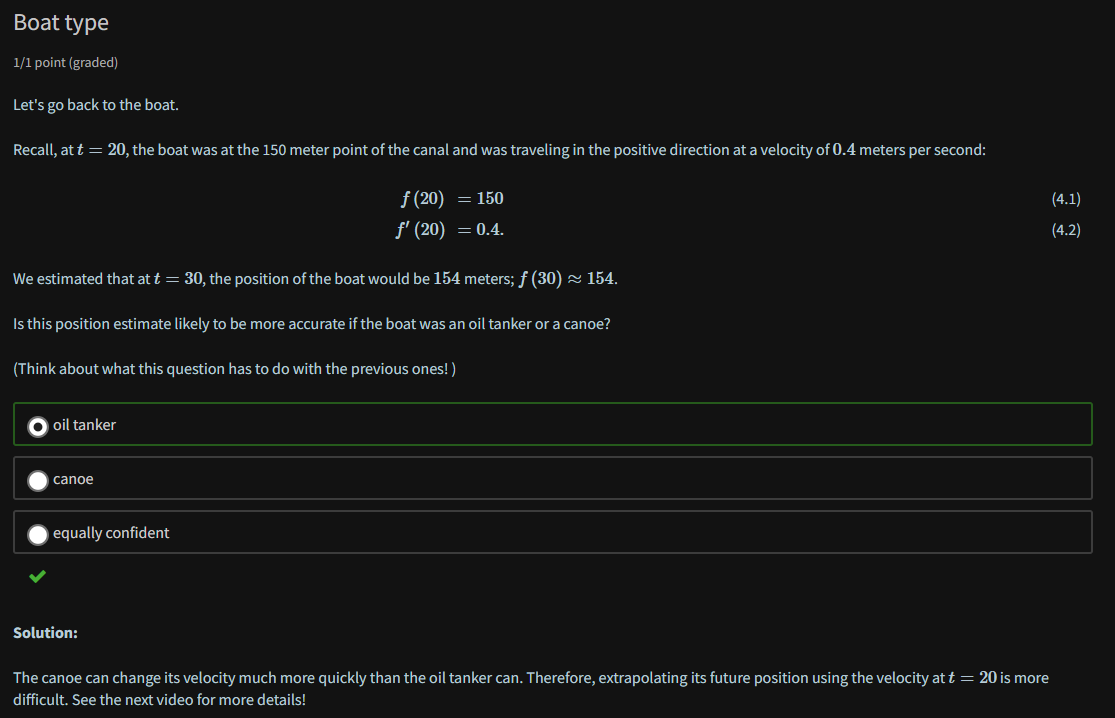 Boat type
1/1 point (graded)
Let's go back to the boat.
Recall, at t = 20, the boat was at the 150 meter point of the canal and was traveling in the positive direction at a velocity of 0.4 meters per second:
f (20) = 150 (4.1)
f′ (20) = 0.4. (4.2)
We estimated that at t = 30, the position of the boat would be 154 meters; f (30) ≈ 154.
Is this position estimate likely to be more accurate if the boat was an oil tanker or a canoe?
(Think about what this question has to do with the previous ones! )
oil tanker
canoe
equally confident
Solution:
The canoe can change its velocity much more quickly than the oil tanker can. Therefore, extrapolating its future position using the velocity at t = 20 is more
difficult. See the next video for more details!